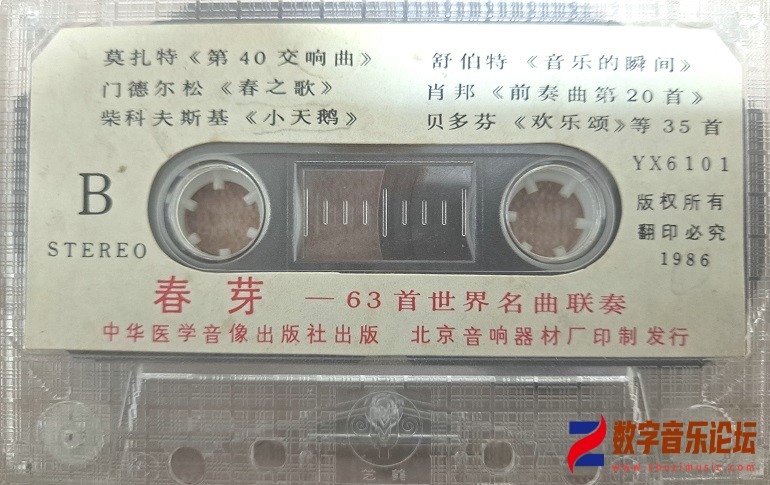 莫扎特《第40交响曲》 舒伯特《音乐的瞬间》
门德尔松《春之歌》 肖邦《前奏曲第20首》
柴科夫斯基《小天鹅》 贝多芬《欢乐颂》等35首
YX6101
B
STEREO
版权所有
翻印必究
1986
春芽 —63首世界名曲联奏
中华医学音像出版社出版 北京音响器材厂印制发行
数字音乐论坛
www.shuzimusic.com